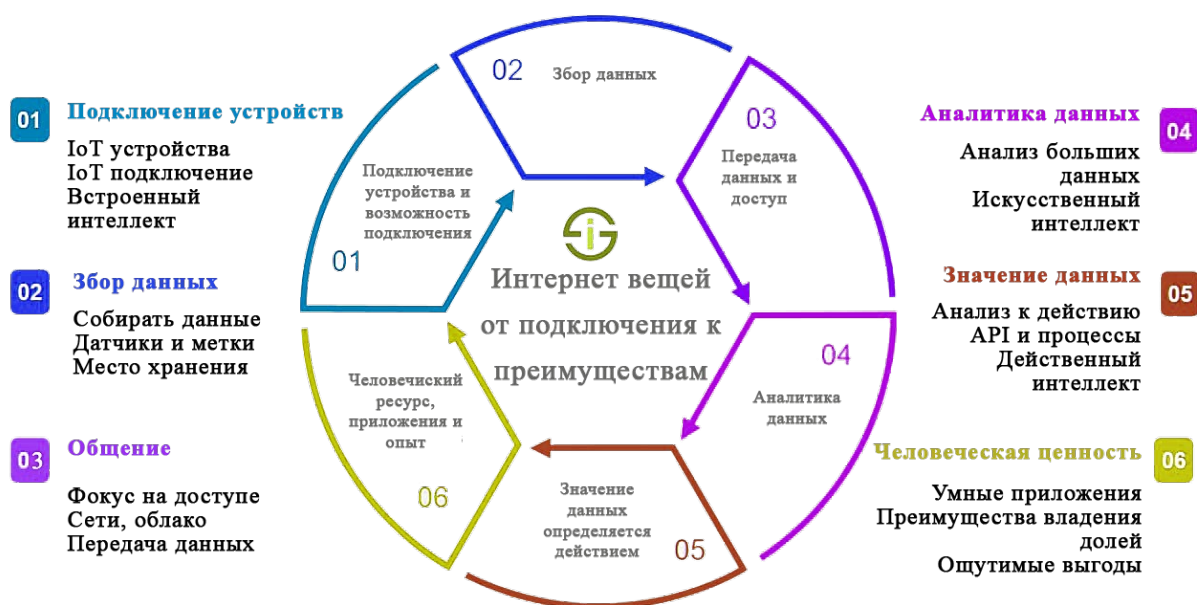 01
Подключение устройств
IoT устройства
IoT подключение
Встроенный
интеллект
02
Збор данных
Собирать данные
Датчики и метки
Место хранения
03
Общение
Фокус на доступе
Сети, облако
Передача данных
01
Подключение
устройства и
возможность
подключения
02
Збор данных
03
Передача
данных и
доступ
04
Аналитика
данных
05
Значение
данных
определяется
действием
06
Человечиский
ресурс,
приложения и
опыт
Интернет вещей
от подключения к
преимуществам
Аналитика данных
04
Анализ больших
данных
Искусственный
интеллект
Значение данных
05
Анализ к действию
API и процессы
Действенный
интеллект
Человеческая ценность
06
Умные приложения
Преимущества владения
долей
Ощутимые выгоды